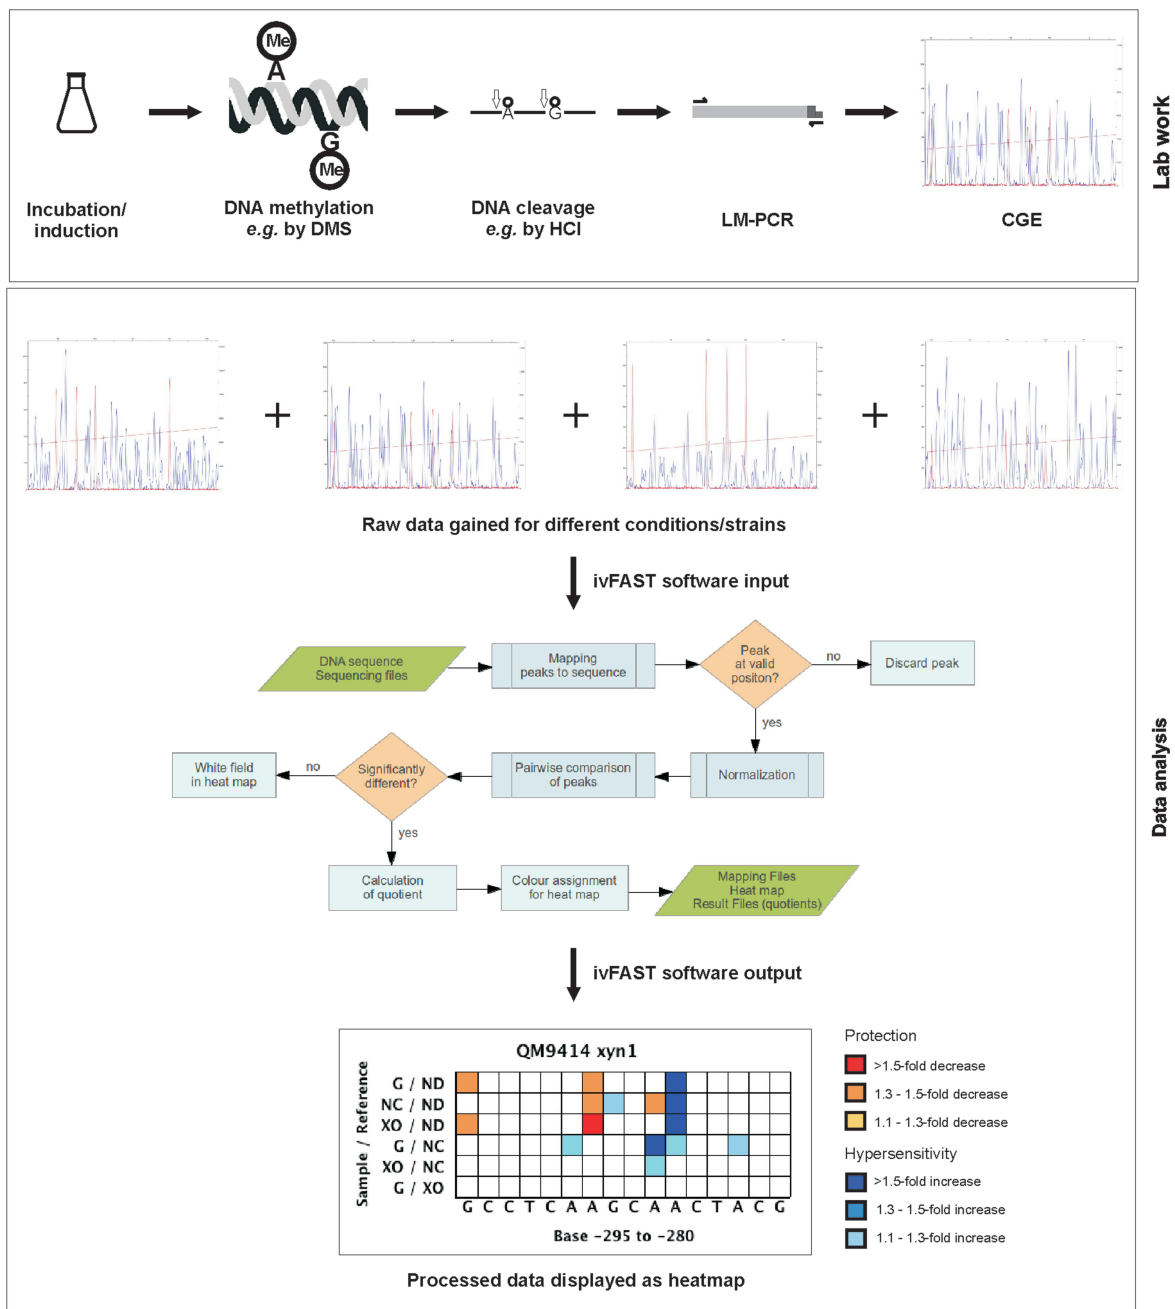 Me
A
G
Me
A
G
Incubation/
induction
DNA methylation
e.g. by DMS
DNA cleavage
e.g. by HCl
LM-PCR
CGE
Lab work
+
+
+
Raw data gained for different conditions/strains
ivFAST software input
DNA sequence
Sequencing files
Mapping
peaks to sequence
Peak
at valid
positon?
no
Discard peak
yes
White field
in heat map
no
Significantly
different?
Pairwise comparison
of peaks
Normalization
yes
Calculation
of quotient
Colour assignment
for heat map
Mapping Files
Heat map
Result Files (quotients)
Data analysis
ivFAST software output
QM9414 xyn1
Sample / Reference
G / ND
NC / ND
XO / ND
G / NC
XO / NC
G / XO
G C C T C A A G C A A C T A C G
Base -295 to -280
Protection
>1.5-fold decrease
1.3 - 1.5-fold decrease
1.1 - 1.3-fold decrease
Hypersensitivity
>1.5-fold increase
1.3 - 1.5-fold increase
1.1 - 1.3-fold increase
Processed data displayed as heatmap